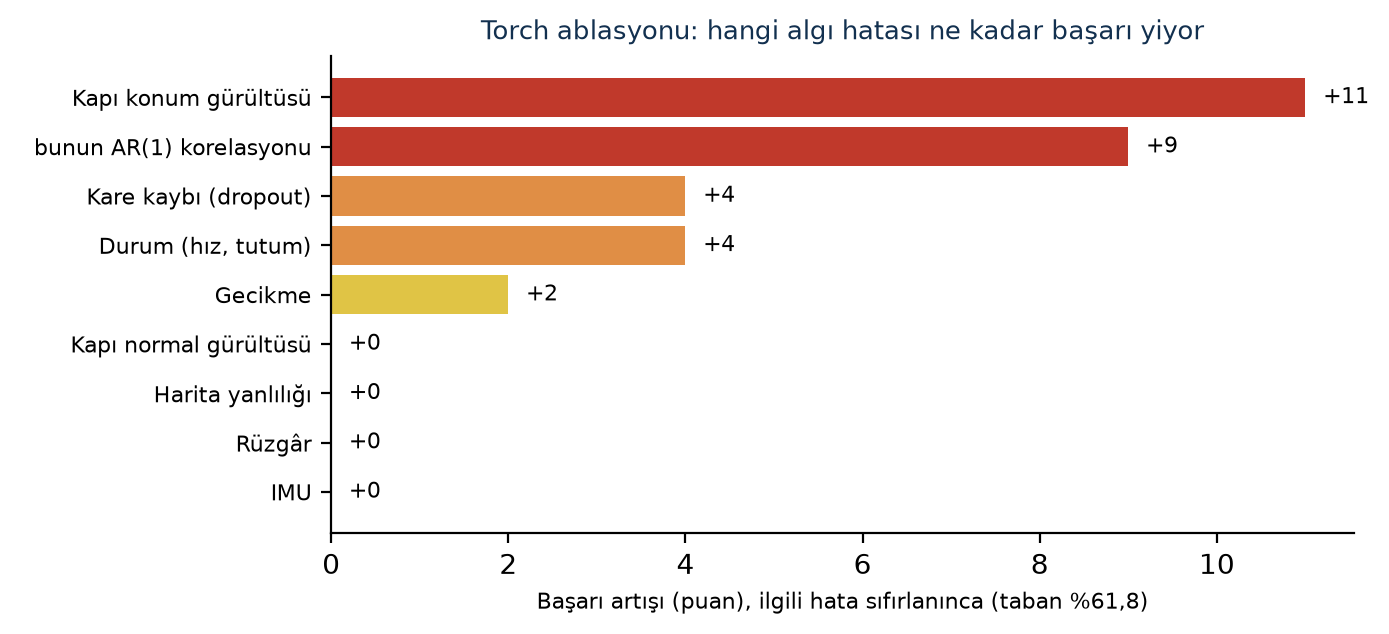 Torch ablasyonu: hangi algı hatası ne kadar başarı yiyor
Kapı konum gürültüsü +11
bunun AR(1) korelasyonu +9
Kare kaybı (dropout) +4
Durum (hız, tutum) +4
Gecikme +2
Kapı normal gürültüsü +0
Harita yanlılığı +0
Rüzgâr +0
IMU +0
0 2 4 6 8 10
Başarı artışı (puan), ilgili hata sıfırlanınca (taban %61,8)